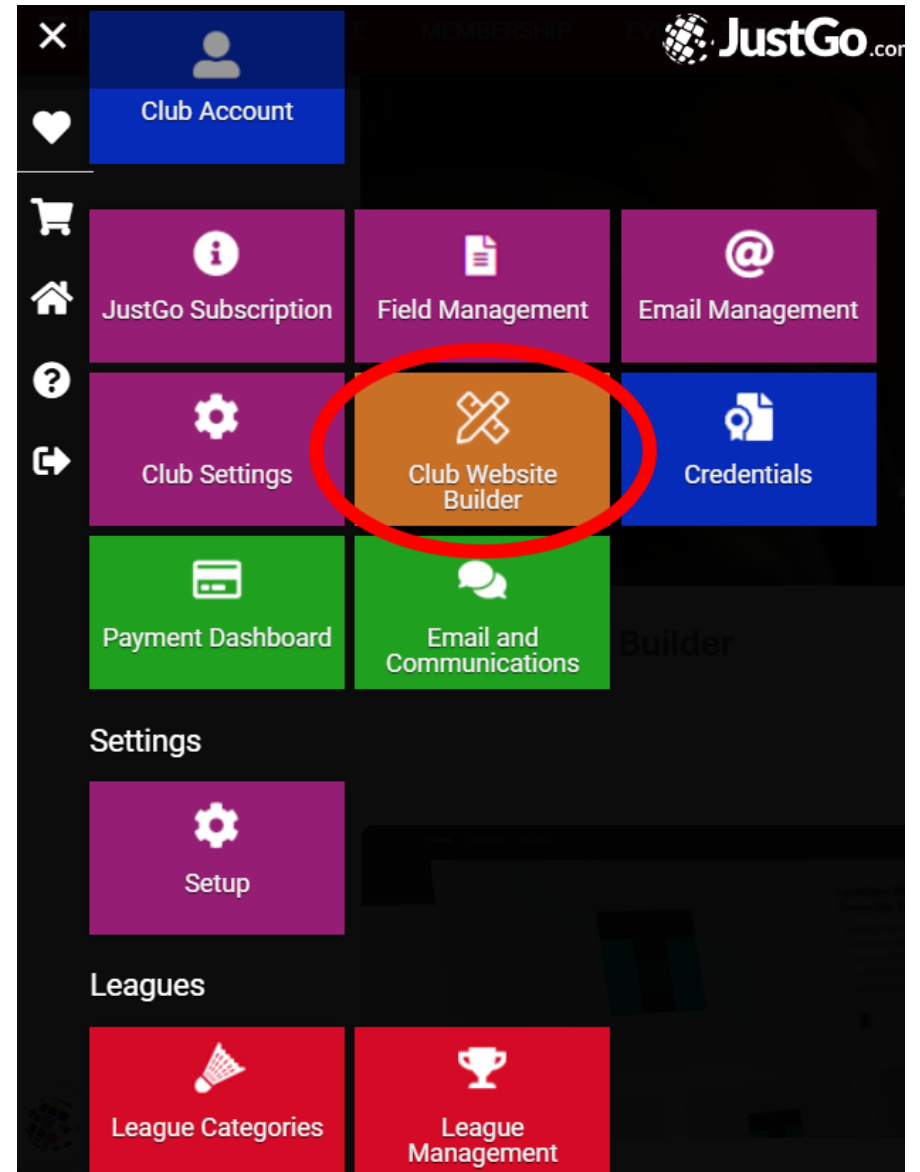 MEMBERSHIP
JustGo.com
Club Account
JustGo Subscription
Field Management
Email Management
Club Settings
Club Website
Builder
Credentials
Payment Dashboard
Email and
Communications
Builder
Settings
Setup
Leagues
League Categories
League
Management